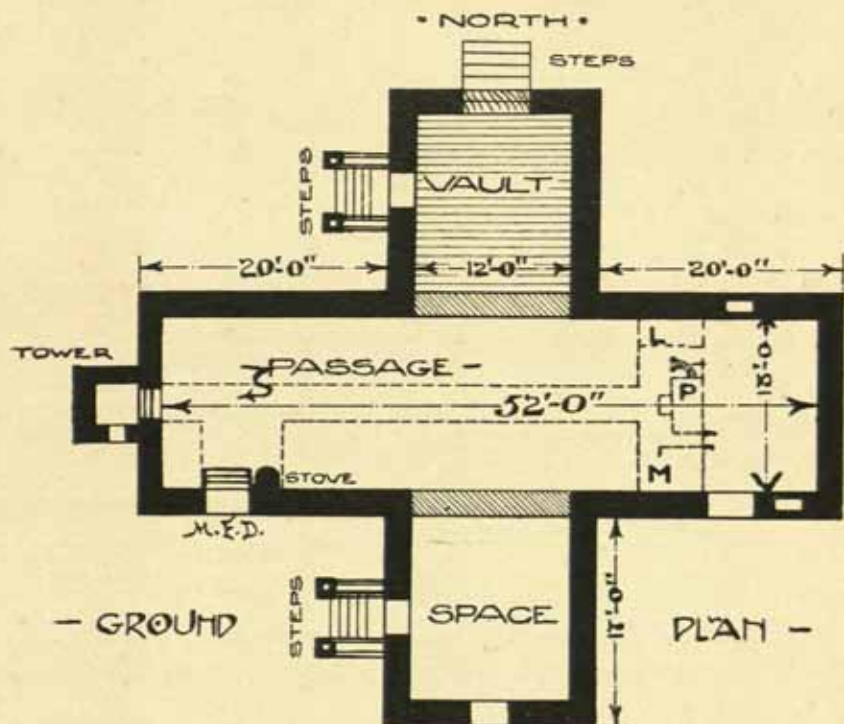 • NORTH •
STEPS
STEPS
VAULT
20'-0"
12'-0"
20'-0"
TOWER
- PASSAGE -
S
L
P
13'-0
52'-0"
M
STOVE
M.E.D.
STEPS
17'-0"
- GROUND
SPACE
PLAN -